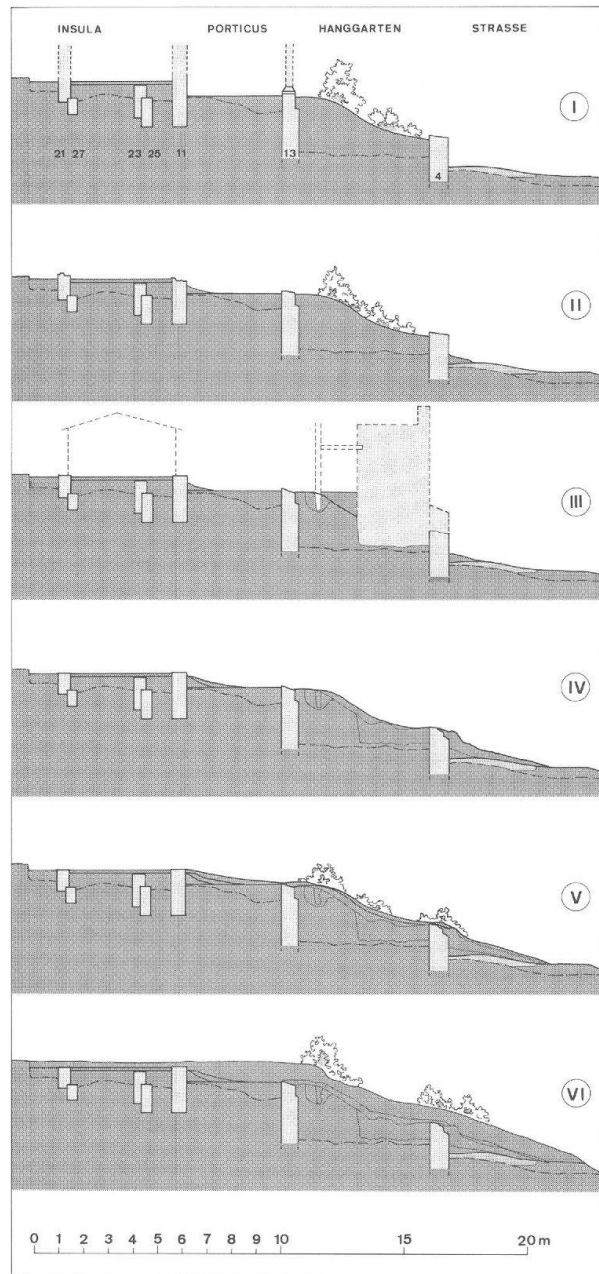 INSULA PORTICUS HANGGARTEN STRASSE
I
21 27 23 25 11 13 4
II
III
IV
V
VI
0 1 2 3 4 5 6 7 8 9 10 15 20 m